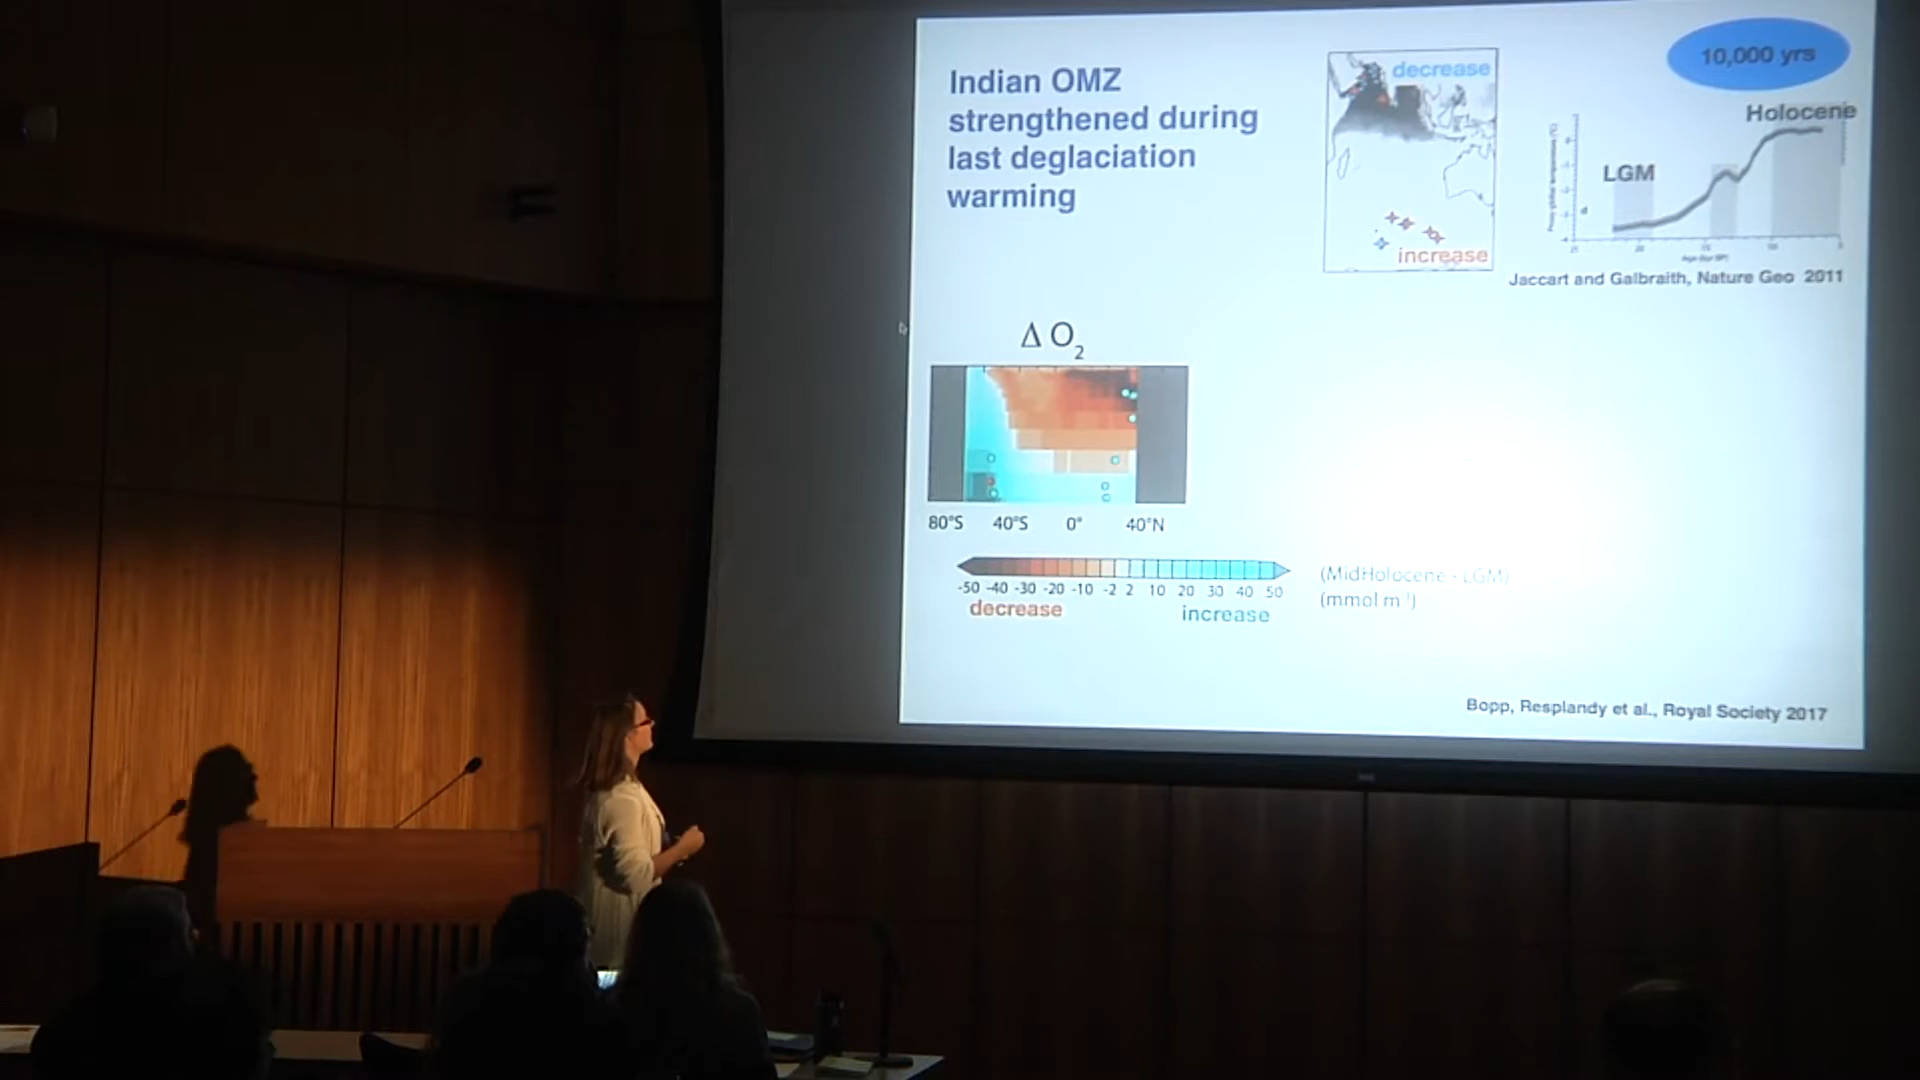 Indian OMZ
strengthened during
last deglaciation
warming
decrease
increase
10,000 yrs
Holocene
LGM
Jaccart and Galbraith, Nature Geo 2011
Δ O2
80°S 40°S 0° 40°N
-50 -40 -30 -20 -10 -2 2 10 20 30 40 50
decrease increase
(MidHolocene - LGM)
(mmol m
Bopp, Resplandy et al., Royal Society 2017